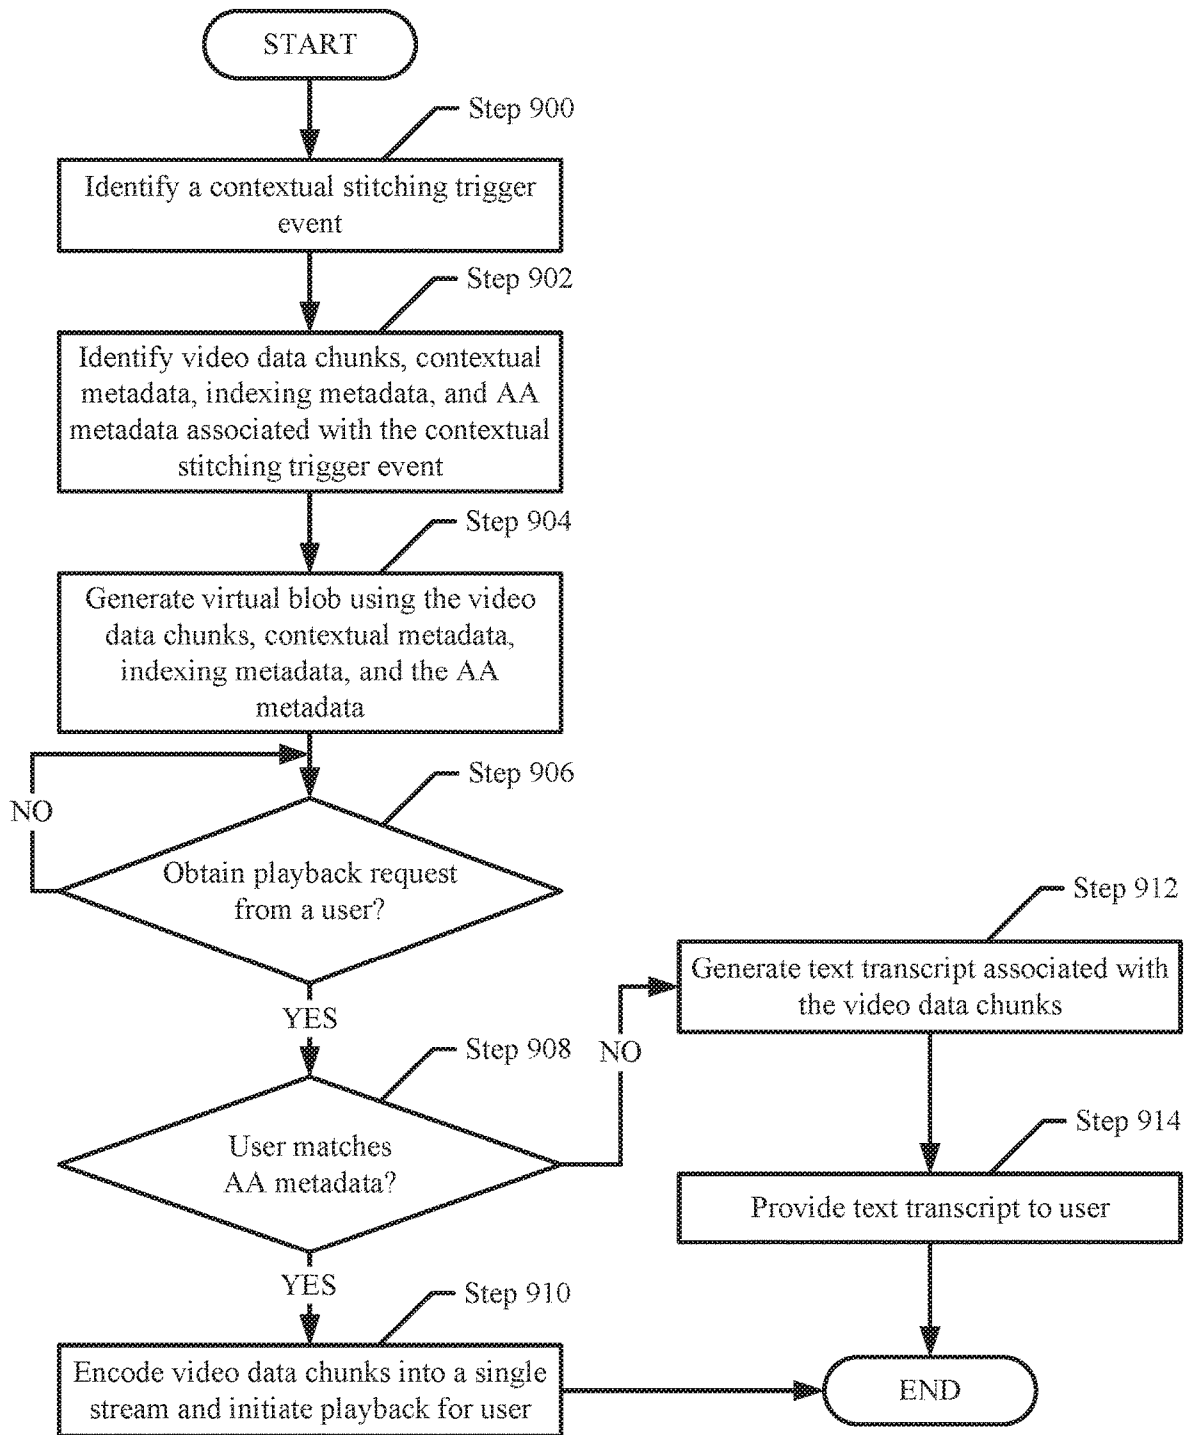 START
Step 900
Identify a contextual stitching trigger
event
Step 902
Identify video data chunks, contextual
metadata, indexing metadata, and AA
metadata associated with the contextual
stitching trigger event
Step 904
Generate virtual blob using the video
data chunks, contextual metadata,
indexing metadata, and the AA
metadata
Step 906
NO
Obtain playback request
from a user?
YES
Step 908
NO
User matches
AA metadata?
YES
Step 910
Encode video data chunks into a single
stream and initiate playback for user
Step 912
Generate text transcript associated with
the video data chunks
Step 914
Provide text transcript to user
END